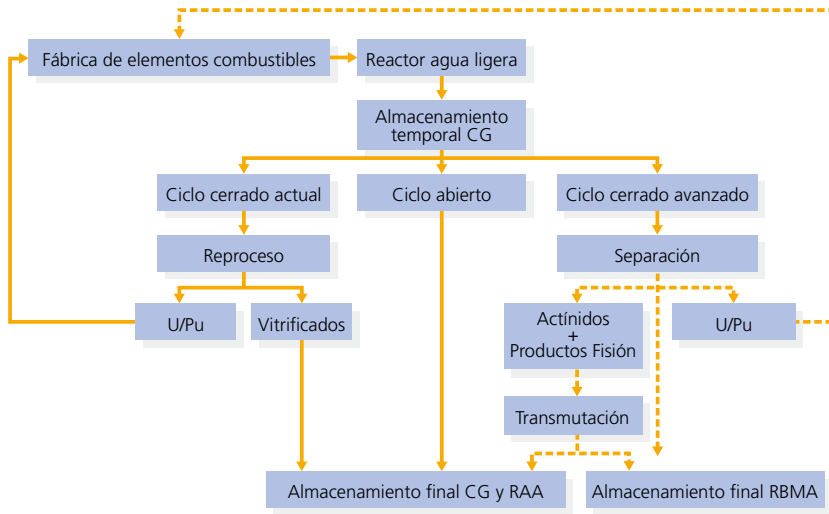 Fábrica de elementos combustibles
Reactor agua ligera
Almacenamiento
temporal CG
Ciclo cerrado actual
Ciclo abierto
Ciclo cerrado avanzado
Reproceso
Separación
U/Pu
Vitrificados
Actínidos
+
Productos Fisión
U/Pu
Transmutación
Almacenamiento final CG y RAA
Almacenamiento final RBMA